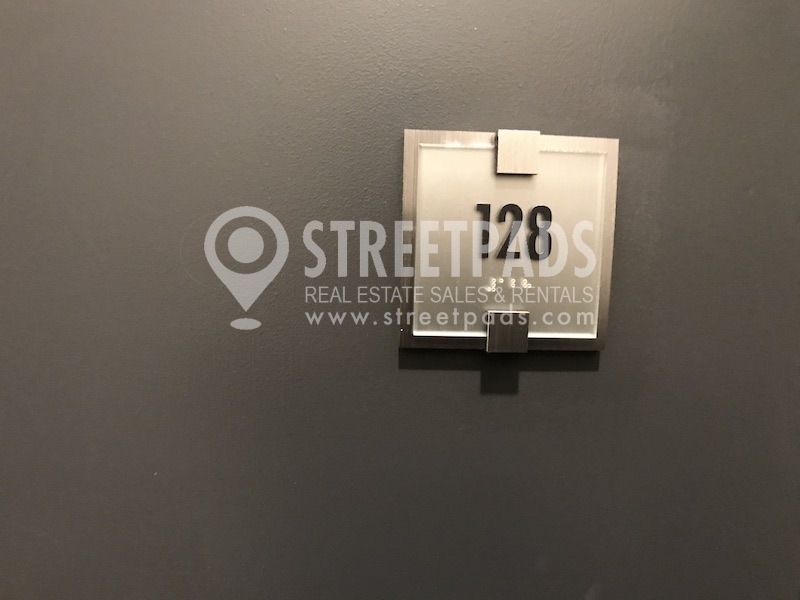 128
STREETPADS
REAL ESTATE SALES & RENTALS
www.streetpads.com